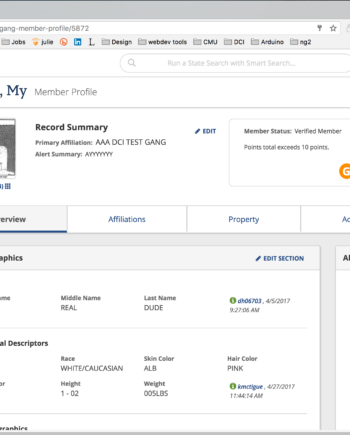 gang-member-profile/5872
Jobs julie in L Design webdev tools CMU DCI Arduino ng2
Run a State Search with Smart Search...
, My Member Profile
Record Summary
EDIT
Primary Affiliation: AAA DCI TEST GANG
Alert Summary: AYYYYYYY
Member Status: Verified Member
Points total exceeds 10 points.
G
erview Affiliations Property Ac
aphics EDIT SECTION Al
ame Middle Name Last Name
REAL DUDE
dh06703 , 4/5/2017
9:27:06 AM
al Descriptors
Race Skin Color Hair Color
WHITE/CAUCASIAN ALB PINK
or Height Weight
1 - 02 005LBS
kmctigue , 4/27/2017
11:44:14 AM
ographics